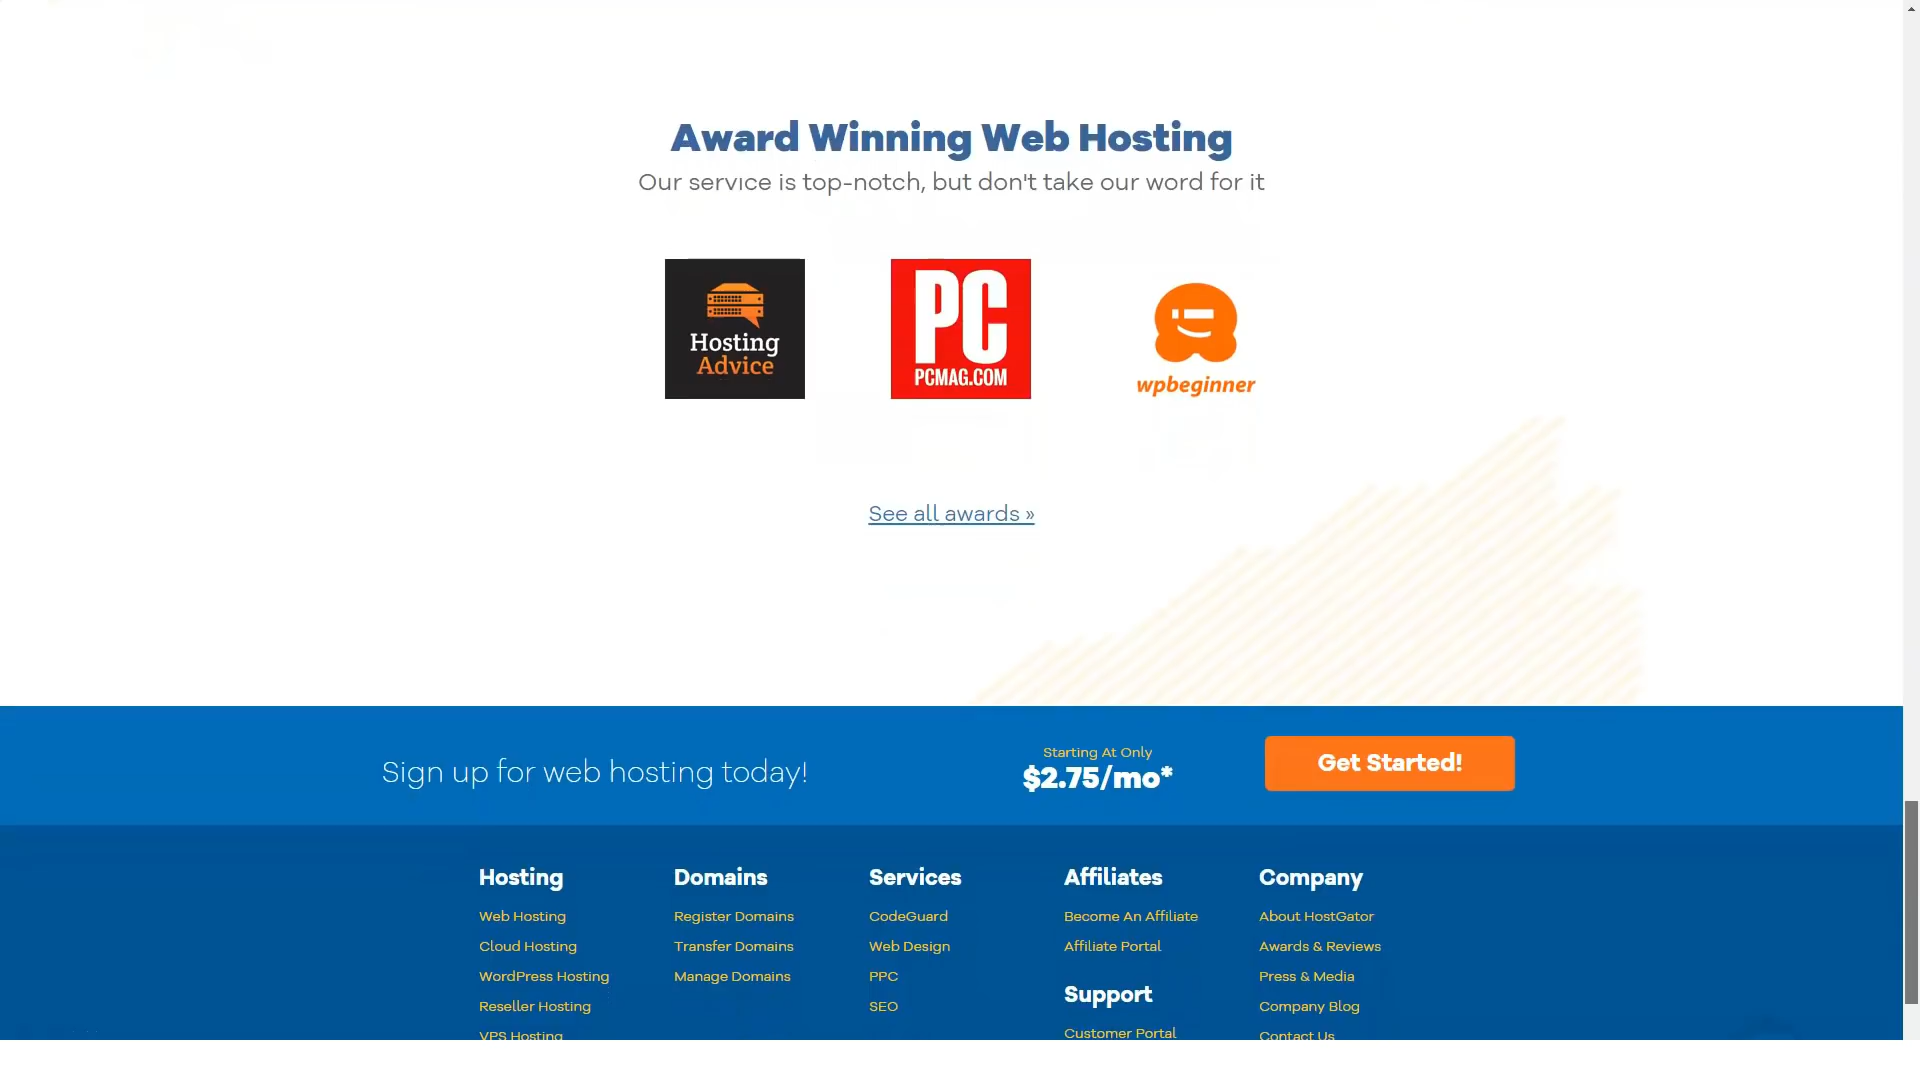 Award Winning Web Hosting
Our service is top-notch, but don't take our word for it
Hosting
Advice
PC
PCMAG.COM
wpbeginner
See all awards »
Sign up for web hosting today!
Starting At Only
$2.75/mo*
Get Started!
Hosting
Web Hosting
Cloud Hosting
WordPress Hosting
Reseller Hosting
VPS Hosting
Domains
Register Domains
Transfer Domains
Manage Domains
Services
CodeGuard
Web Design
PPC
SEO
Affiliates
Become An Affiliate
Affiliate Portal
Support
Customer Portal
Company
About HostGator
Awards & Reviews
Press & Media
Company Blog
Contact Us